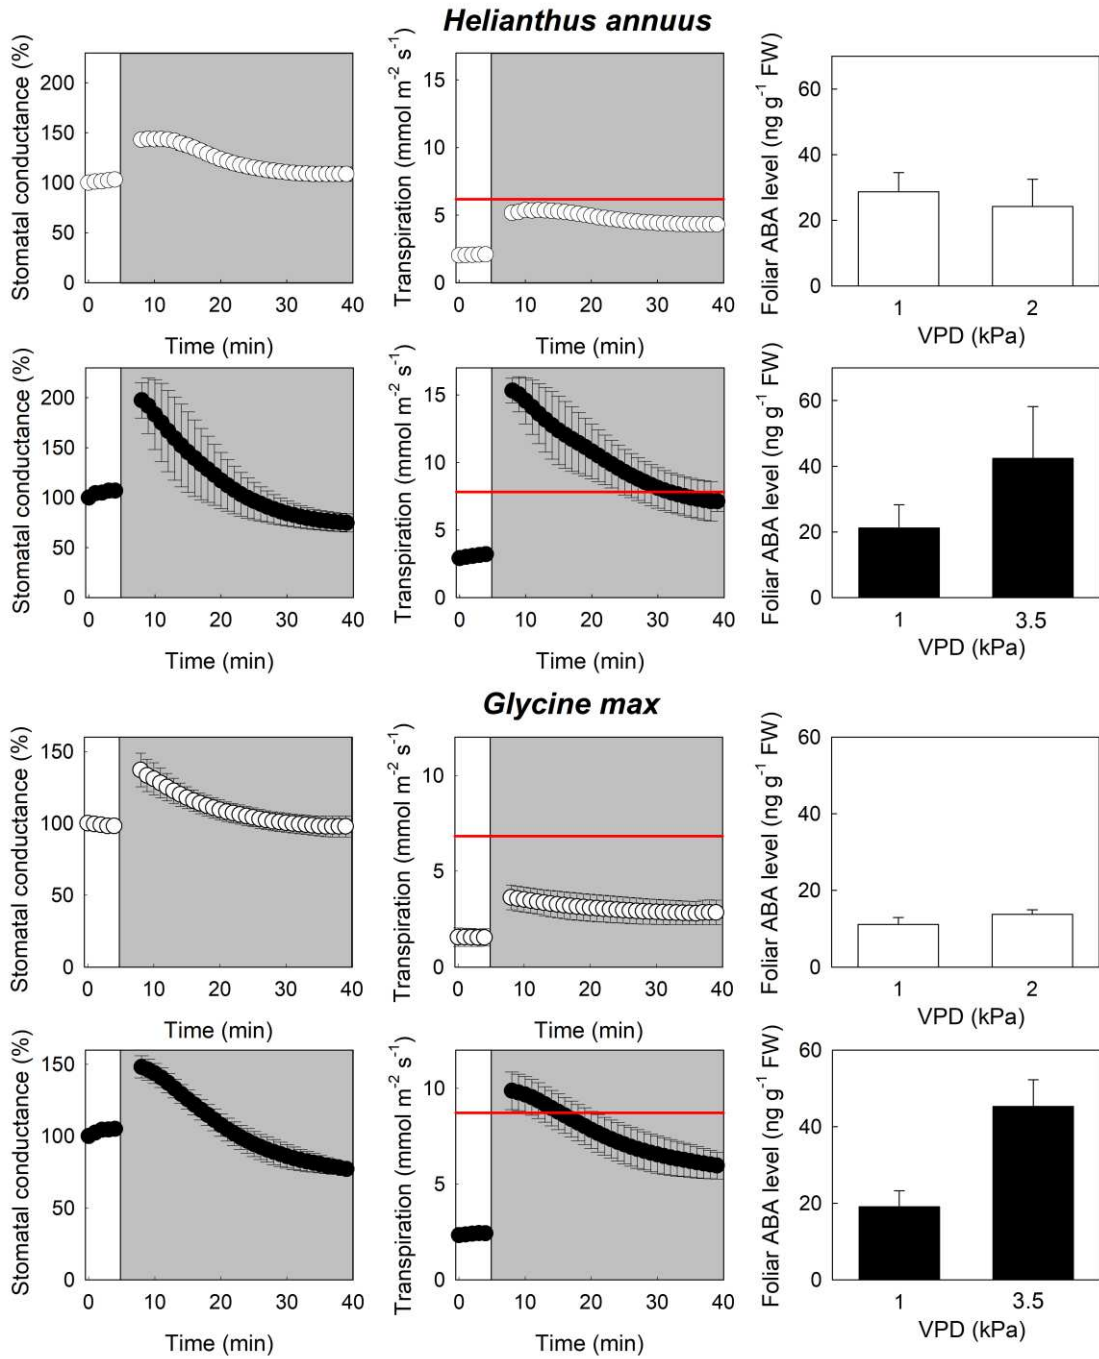 Helianthus annuus
Stomatal conductance (%)
200
150
100
50
0
0 10 20 30 40
Time (min)
Transpiration (mmol m⁻² s⁻¹)
15
10
5
0
0 10 20 30 40
Time (min)
Foliar ABA level (ng g⁻¹ FW)
60
40
20
0
1 2
VPD (kPa)
Stomatal conductance (%)
200
150
100
50
0
0 10 20 30 40
Time (min)
Transpiration (mmol m⁻² s⁻¹)
15
10
5
0
0 10 20 30 40
Time (min)
Foliar ABA level (ng g⁻¹ FW)
60
40
20
0
1 3.5
VPD (kPa)
Glycine max
Stomatal conductance (%)
150
100
50
0
0 10 20 30 40
Time (min)
Transpiration (mmol m⁻² s⁻¹)
10
5
0
0 10 20 30 40
Time (min)
Foliar ABA level (ng g⁻¹ FW)
60
40
20
0
1 2
VPD (kPa)
Stomatal conductance (%)
150
100
50
0
0 10 20 30 40
Time (min)
Transpiration (mmol m⁻² s⁻¹)
10
5
0
0 10 20 30 40
Time (min)
Foliar ABA level (ng g⁻¹ FW)
60
40
20
0
1 3.5
VPD (kPa)